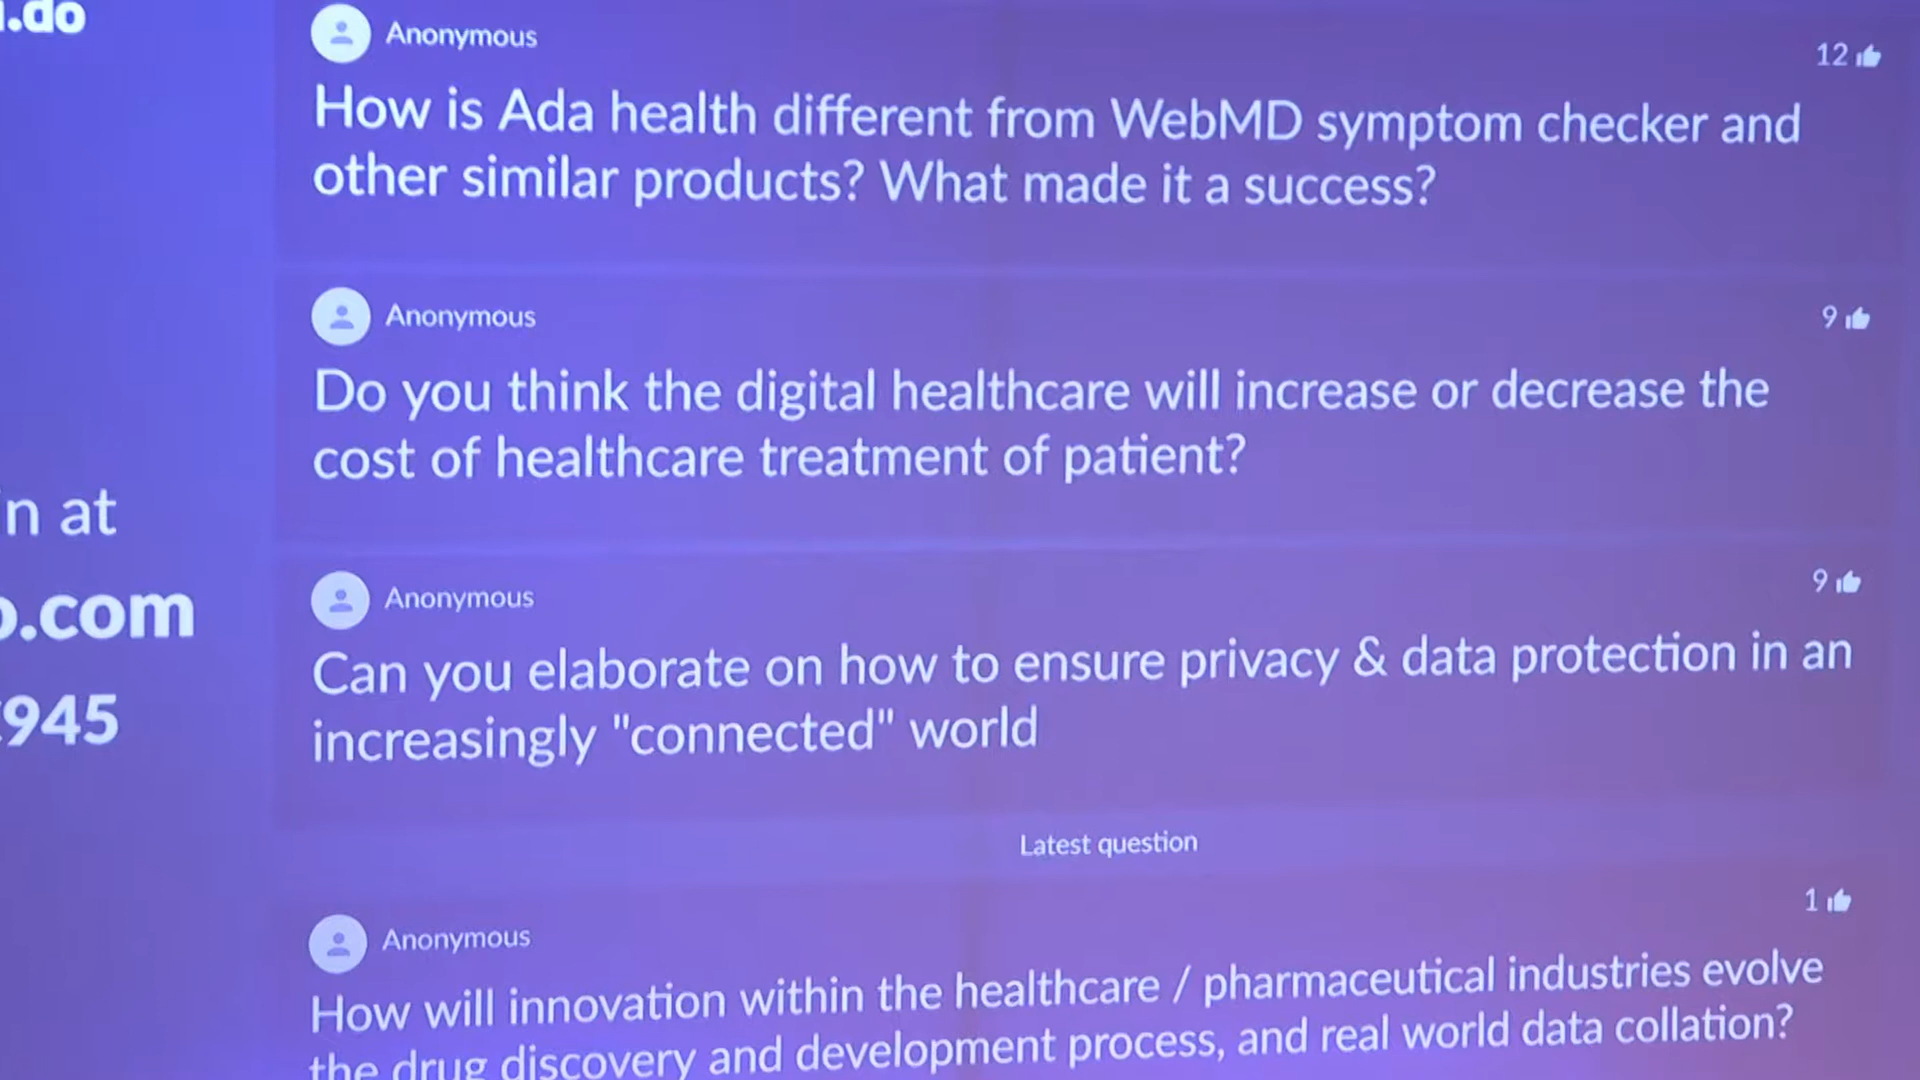 .do
n at
.com
945
Anonymous
12
How is Ada health different from WebMD symptom checker and
other similar products? What made it a success?
Anonymous
9
Do you think the digital healthcare will increase or decrease the
cost of healthcare treatment of patient?
Anonymous
9
Can you elaborate on how to ensure privacy & data protection in an
increasingly "connected" world
Latest question
Anonymous
1
How will innovation within the healthcare / pharmaceutical industries evolve
the drug discovery and development process, and real world data collation?